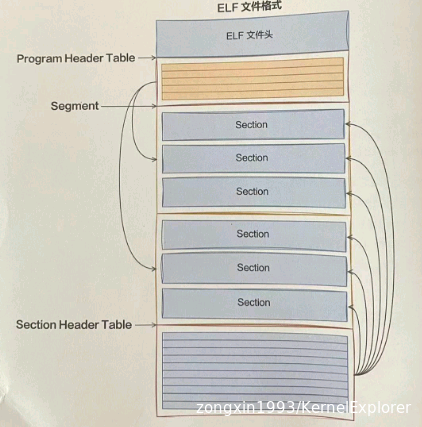 ELF 文件格式
ELF 文件头
Program Header Table
Segment
Section
Section
Section
Section
Section
Section
Section Header Table
zongxin1993/KernelExplorer